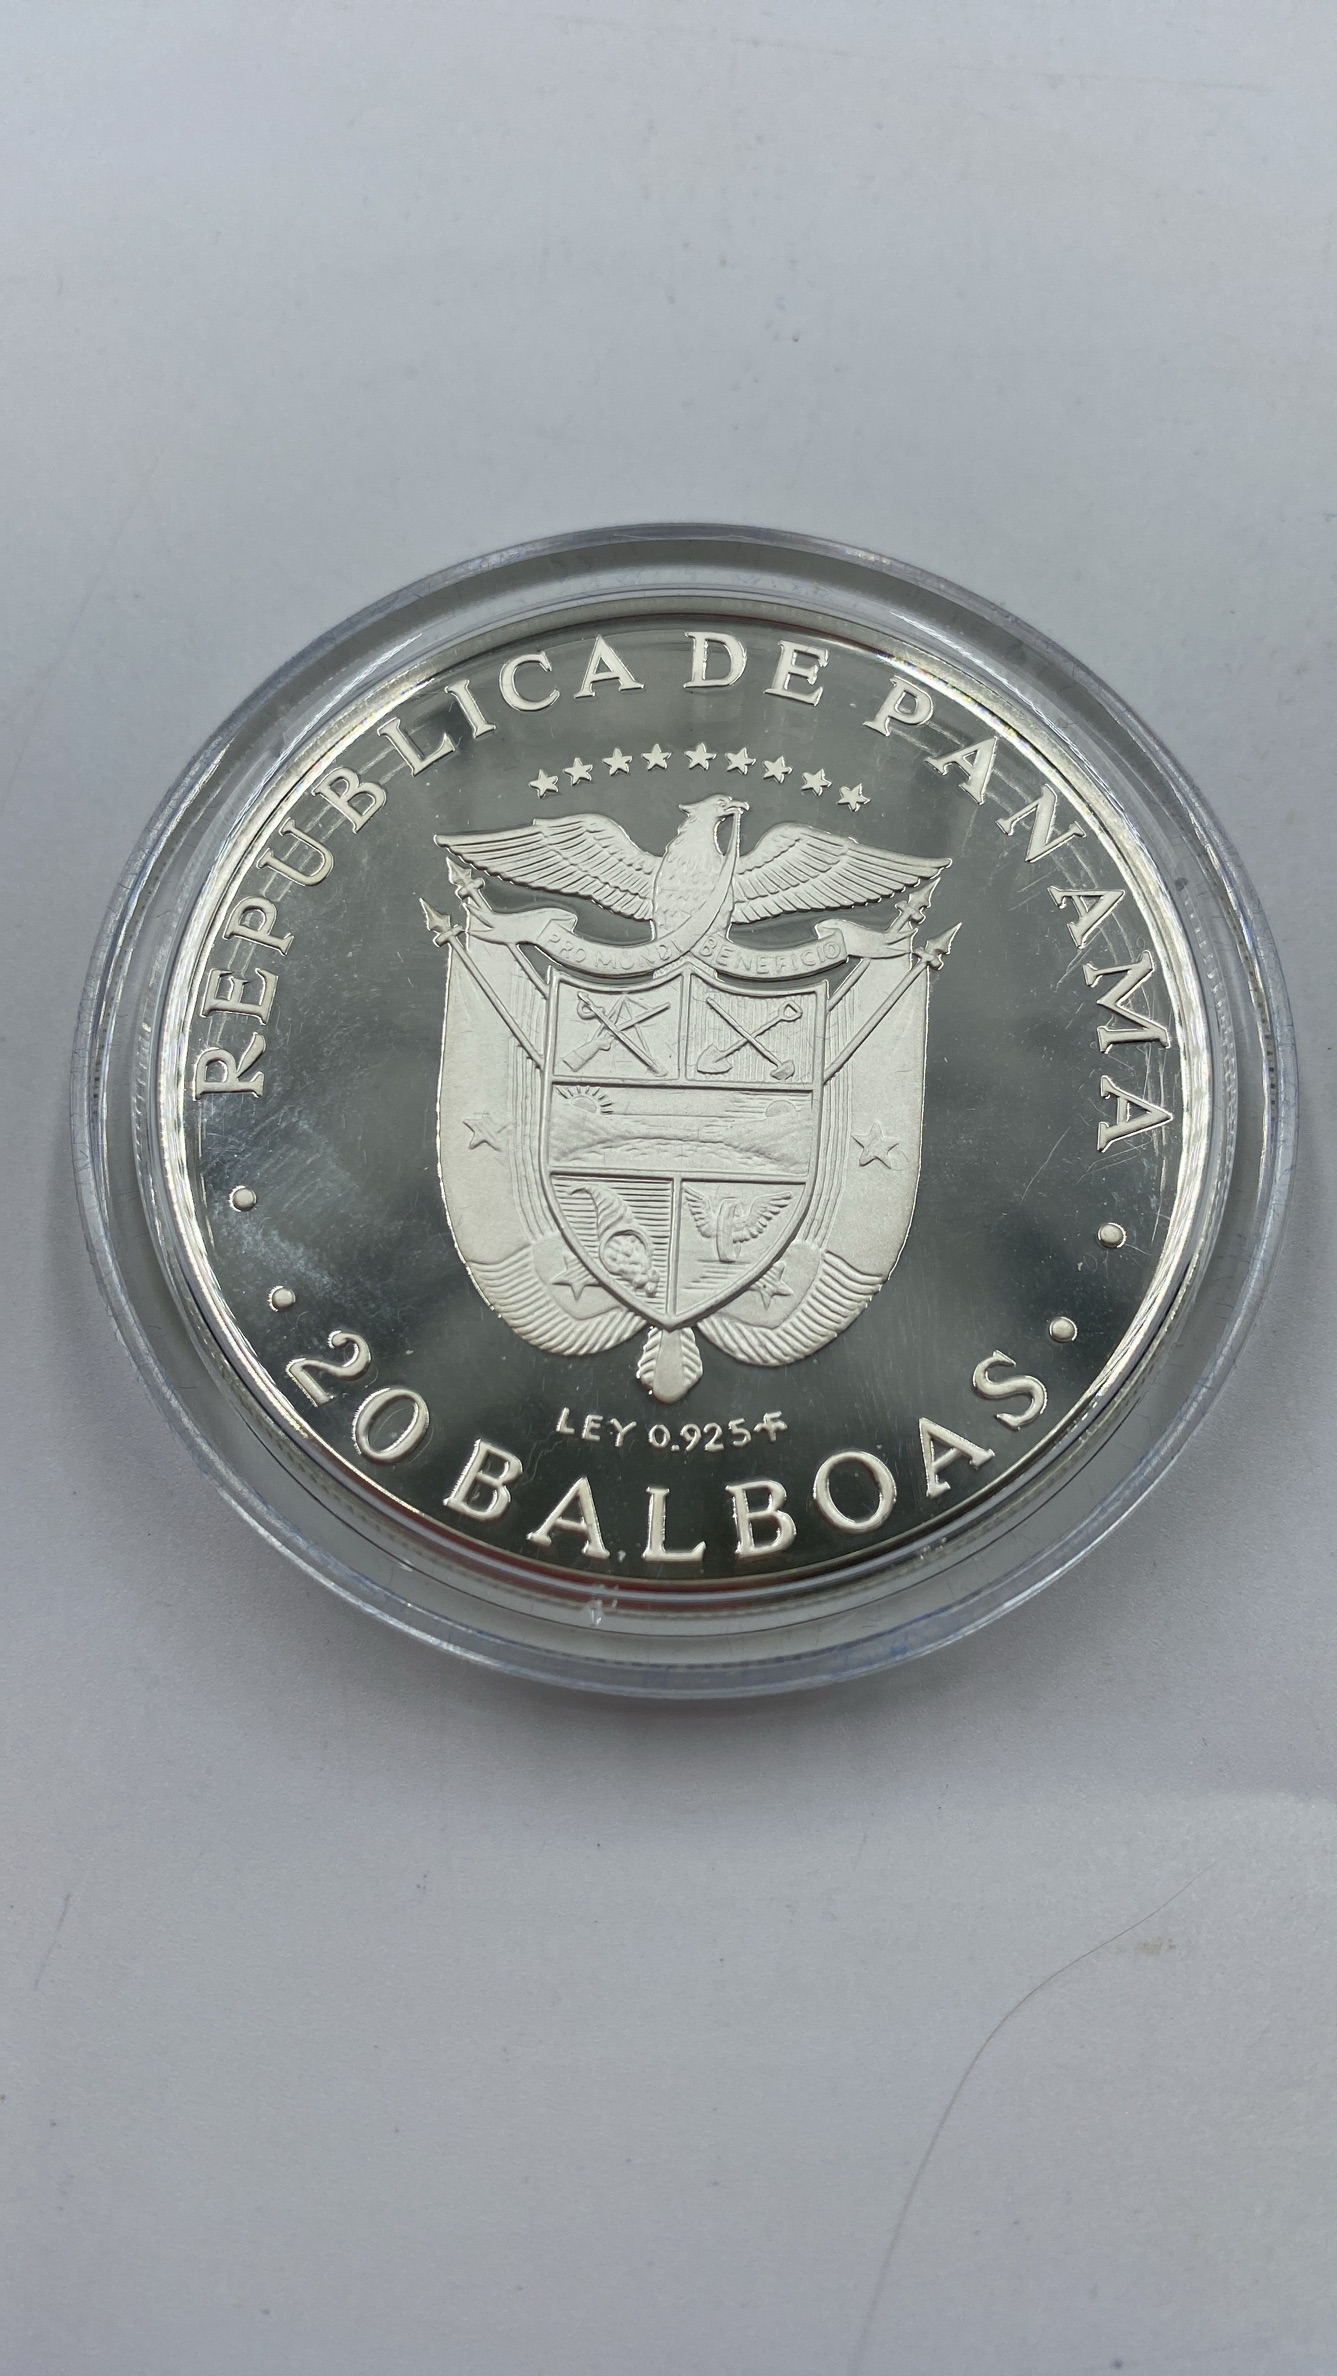 REPUBLICA DE PANAMA
PRO MUNDI BENEFICIO
LEY 0.925 F
· 20 BALBOAS ·